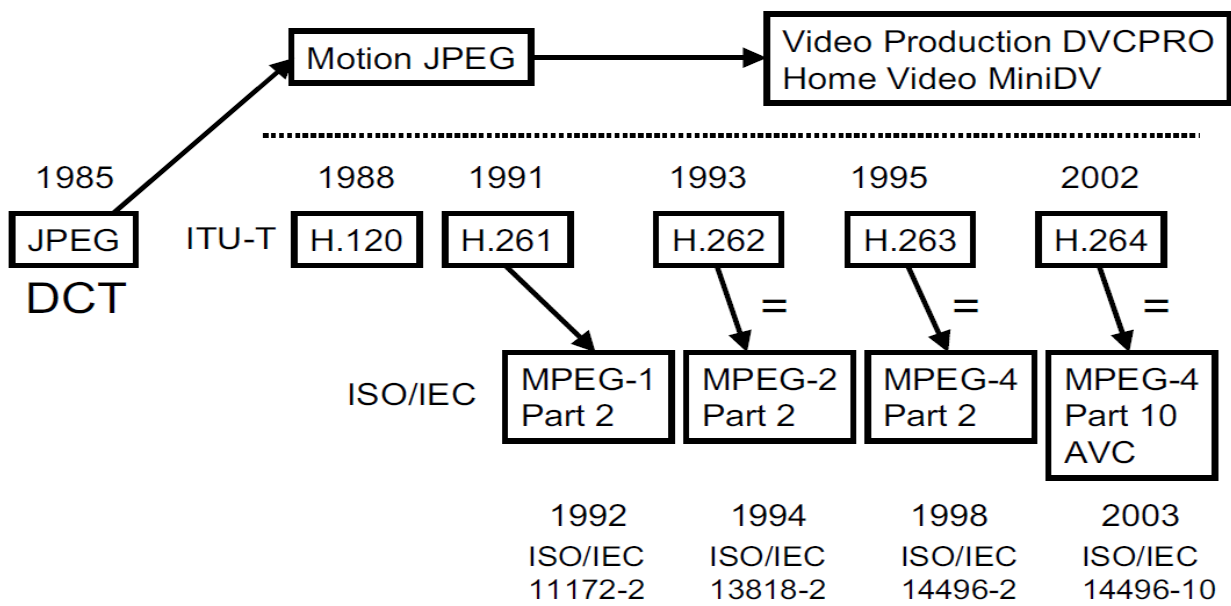 Motion JPEG
Video Production DVCPRO
Home Video MiniDV
1985
1988
1991
1993
1995
2002
JPEG
ITU-T
H.120
H.261
H.262
H.263
H.264
DCT
=
=
=
ISO/IEC
MPEG-1
Part 2
MPEG-2
Part 2
MPEG-4
Part 2
MPEG-4
Part 10
AVC
1992
ISO/IEC
11172-2
1994
ISO/IEC
13818-2
1998
ISO/IEC
14496-2
2003
ISO/IEC
14496-10